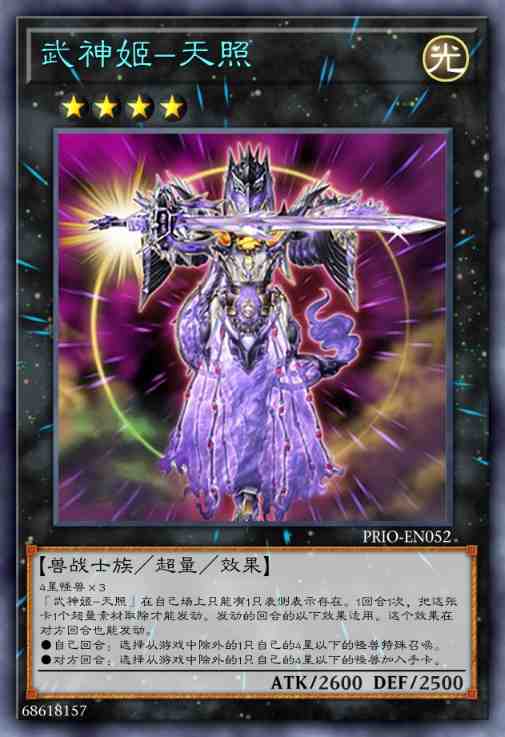 武神姬-天照
光
PRIO-EN052
【兽战士族／超量／效果】
4星怪兽×3
「武神姬-天照」在自己场上只能有1只表侧表示存在。1回合1次，把这张
卡1个超量素材取除才能发动。发动的回合的以下效果适用。这个效果在
对方回合也能发动。
●自己回合：选择从游戏中除外的1只自己的4星以下的怪兽特殊召唤。
●对方回合：选择从游戏中除外的1只自己的4星以下的怪兽加入手卡。
ATK/2600 DEF/2500
68618157